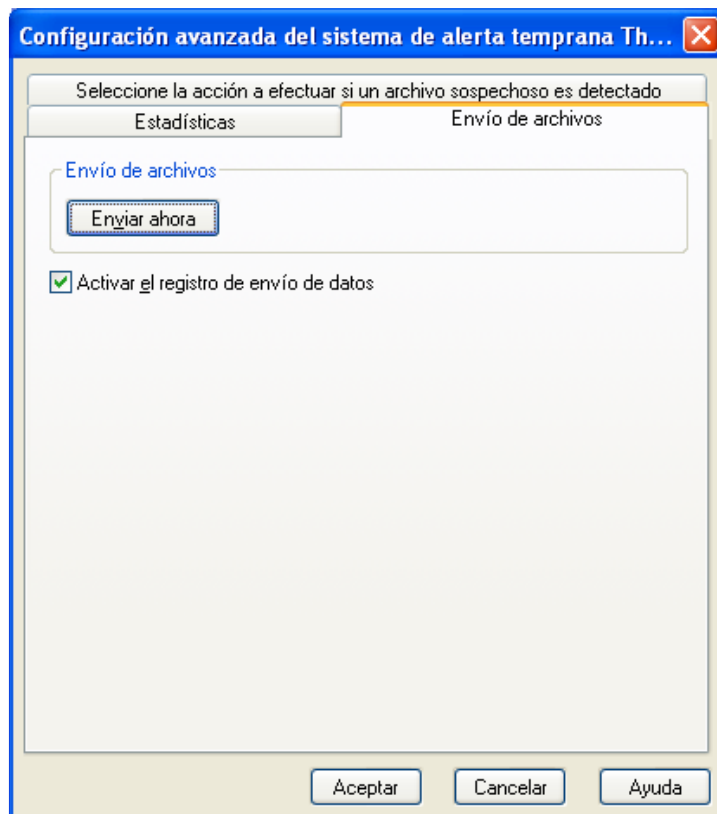 Configuración avanzada del sistema de alerta temprana Th...
Seleccione la acción a efectuar si un archivo sospechoso es detectado
Estadísticas
Envío de archivos
Envío de archivos
Enviar ahora
Activar el registro de envío de datos
Aceptar
Cancelar
Ayuda